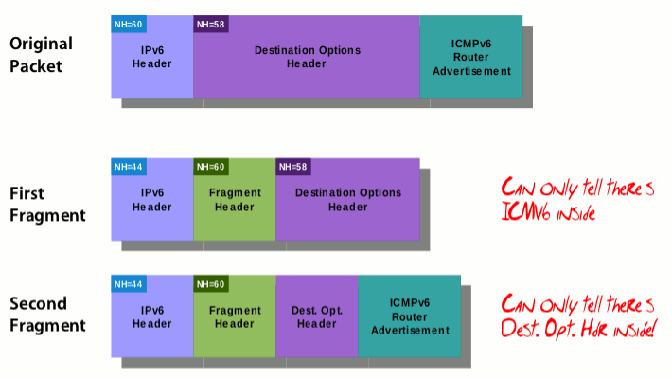 NH=60
NH=58
Original
Packet
IPv6
Header
Destination Options
Header
ICMPv6
Router
Advertisement
NH=44
NH=60
NH=58
First
Fragment
IPv6
Header
Fragment
Header
Destination Options
Header
Can only tell there's
ICMV6 inside
NH=44
NH=60
Second
Fragment
IPv6
Header
Fragment
Header
Dest. Opt.
Header
ICMPv6
Router
Advertisement
Can only tell there's
Dest. Opt. Hdr inside!